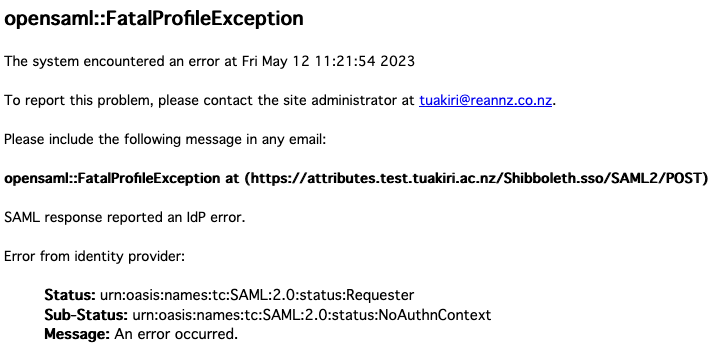 opensaml::FatalProfileException
The system encountered an error at Fri May 12 11:21:54 2023
To report this problem, please contact the site administrator at tuakiri@reannz.co.nz.
Please include the following message in any email:
opensaml::FatalProfileException at (https://attributes.test.tuakiri.ac.nz/Shibboleth.sso/SAML2/POST)
SAML response reported an IdP error.
Error from identity provider:
Status: urn:oasis:names:tc:SAML:2.0:status:Requester
Sub-Status: urn:oasis:names:tc:SAML:2.0:status:NoAuthnContext
Message: An error occurred.